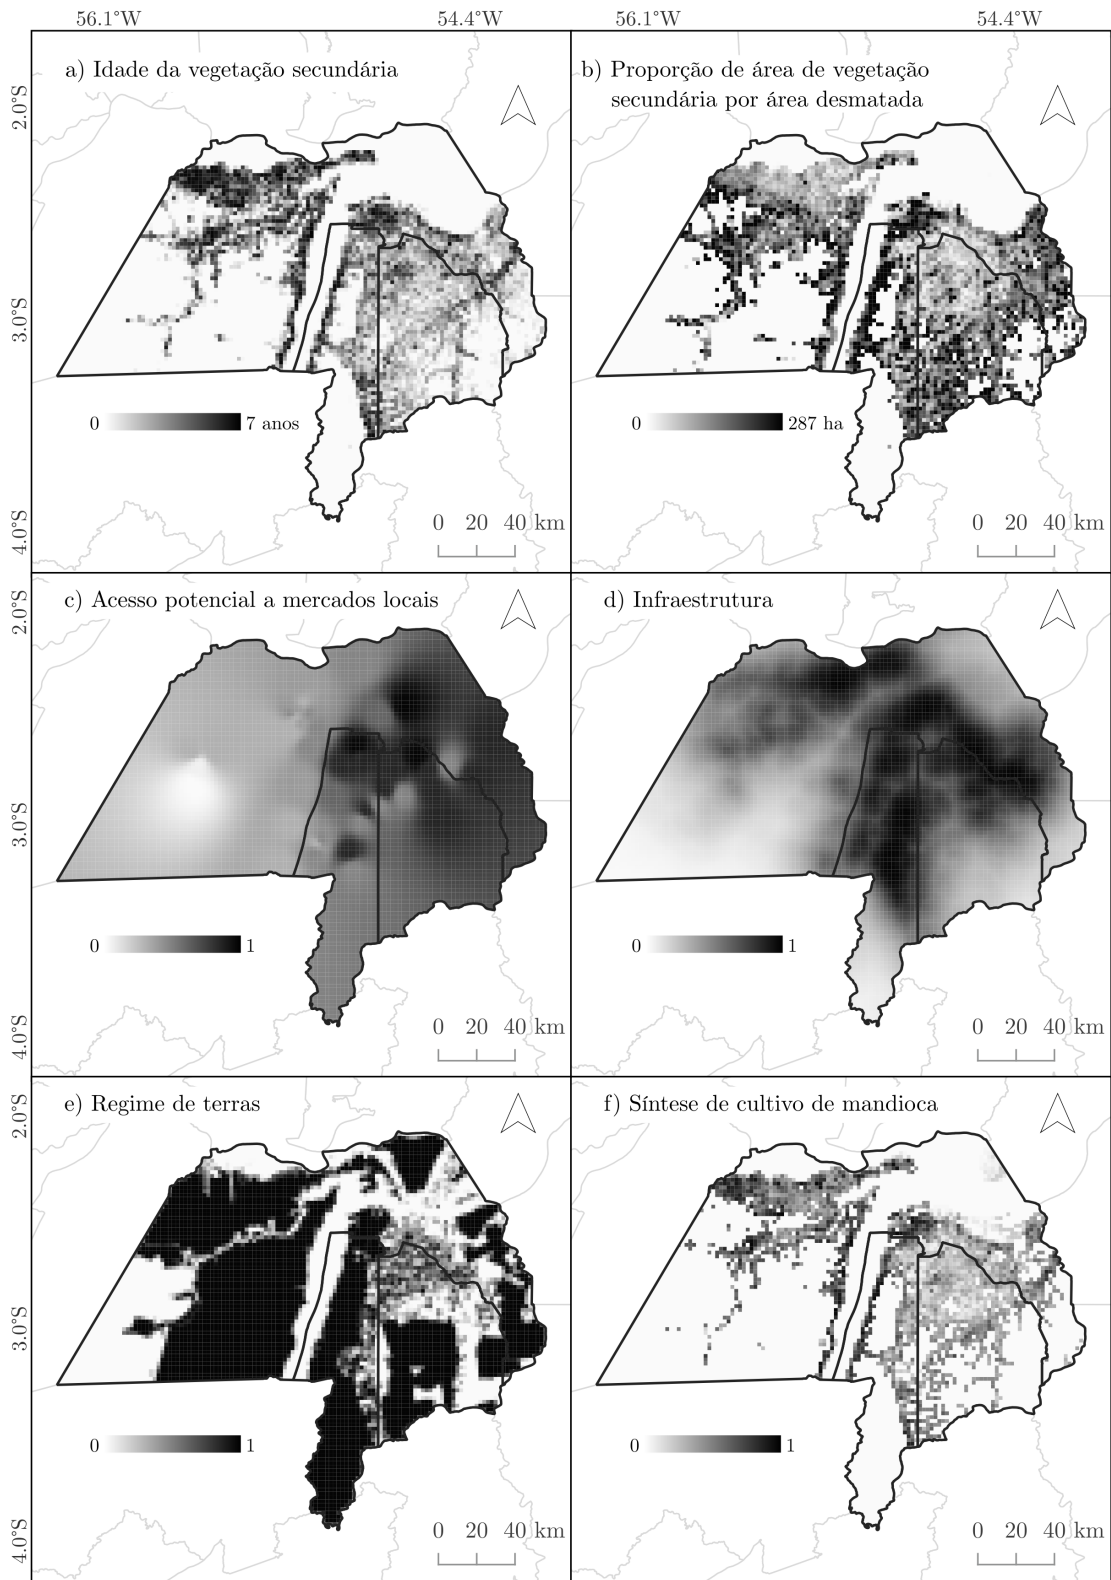 56.1°W 54.4°W 56.1°W 54.4°W
a) Idade da vegetação secundária
2.0°S
3.0°S
4.0°S
0 7 anos
0 20 40 km
b) Proporção de área de vegetação
secundária por área desmatada
0 287 ha
0 20 40 km
c) Acesso potencial a mercados locais
2.0°S
3.0°S
4.0°S
0 1
0 20 40 km
d) Infraestrutura
0 1
0 20 40 km
e) Regime de terras
2.0°S
3.0°S
4.0°S
0 1
0 20 40 km
f) Síntese de cultivo de mandioca
0 1
0 20 40 km